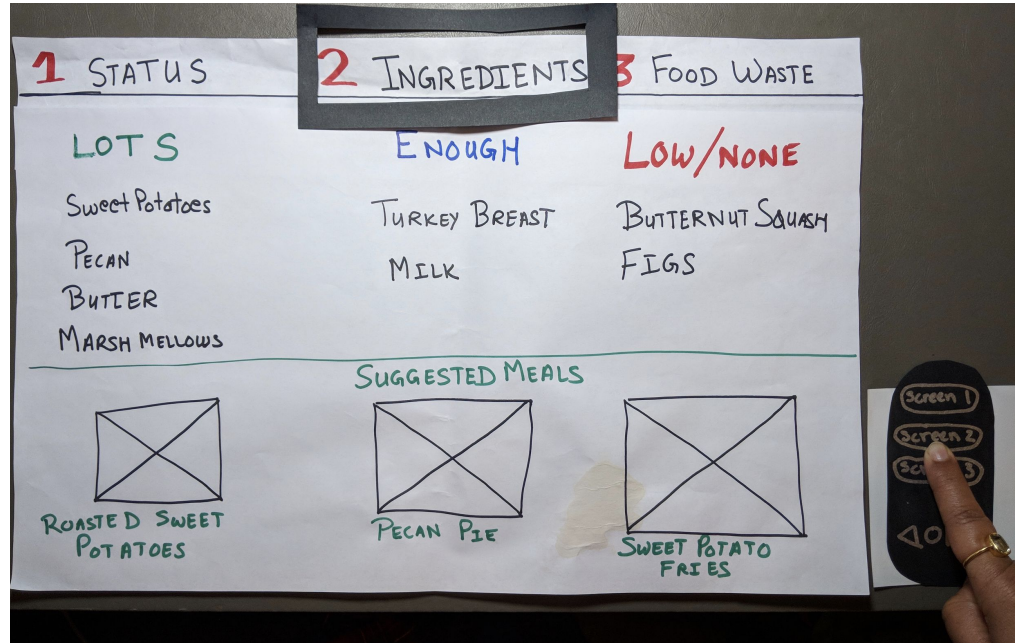 1 STATUS
2 INGREDIENTS
3 FOOD WASTE
LOTS
Sweet Potatoes
PECAN
BUTTER
MARSH MELLOWS
ENOUGH
TURKEY BREAST
MILK
LOW/NONE
BUTTERNUT SQUASH
FIGS
SUGGESTED MEALS
ROASTED SWEET
POTATOES
PECAN PIE
SWEET POTATO
FRIES
Screen 1
Screen 2
3